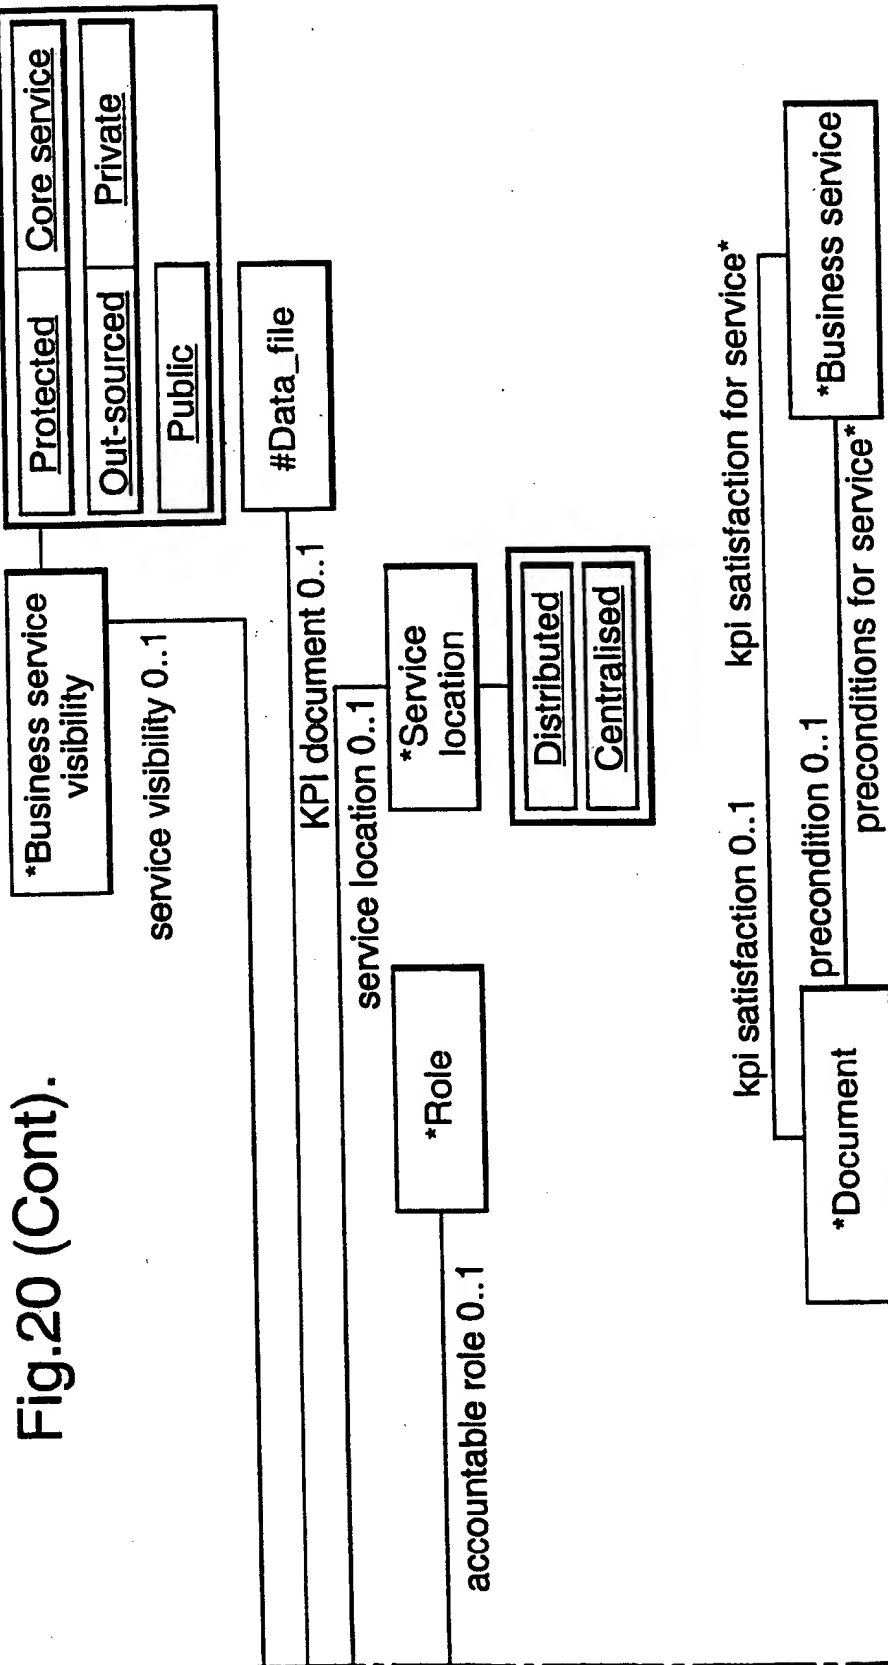 Fig.20 (Cont).
*Business service
visibility
Protected
Core service
Out-sourced
Private
Public
service visibility 0..1
#Data_file
KPI document 0..1
service location 0..1
*Service
location
Distributed
Centralised
*Role
accountable role 0..1
kpi satisfaction 0..1
kpi satisfaction for service*
*Document
precondition 0..1
preconditions for service*
*Business service